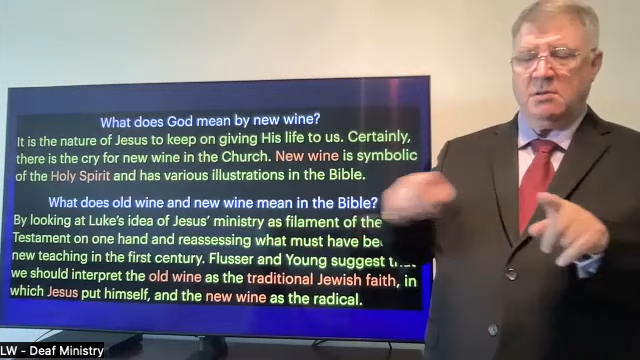 What does God mean by new wine?
It is the nature of Jesus to keep on giving His life to us. Certainly,
there is the cry for new wine in the Church. New wine is symbolic
of the Holy Spirit and has various illustrations in the Bible.
What does old wine and new wine mean in the Bible?
By looking at Luke's idea of Jesus' ministry as filament of the
Testament on one hand and reassessing what must have
new teaching in the first century. Flusser and Young suggest
we should interpret the old wine as the traditional Jewish faith, in
which Jesus put himself, and the new wine as the radical.
LW - Deaf Ministry